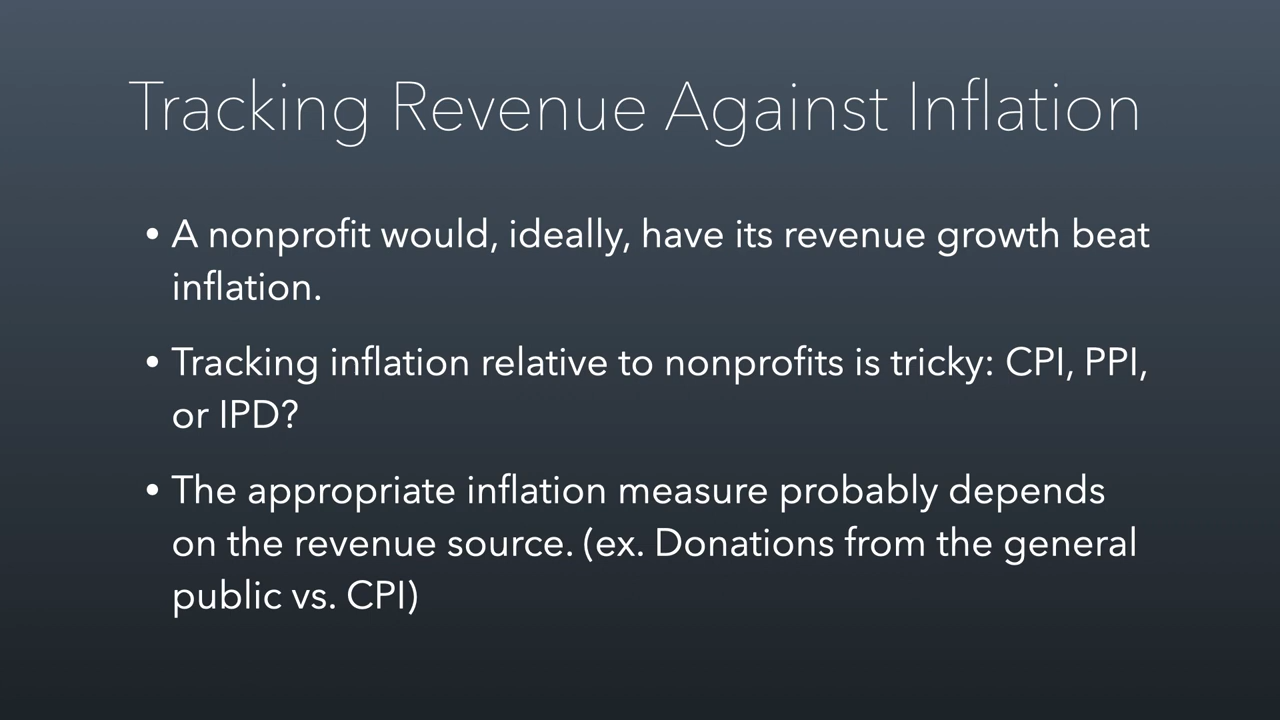 Tracking Revenue Against Inflation
• A nonprofit would, ideally, have its revenue growth beat
inflation.
• Tracking inflation relative to nonprofits is tricky: CPI, PPI,
or IPD?
• The appropriate inflation measure probably depends
on the revenue source. (ex. Donations from the general
public vs. CPI)